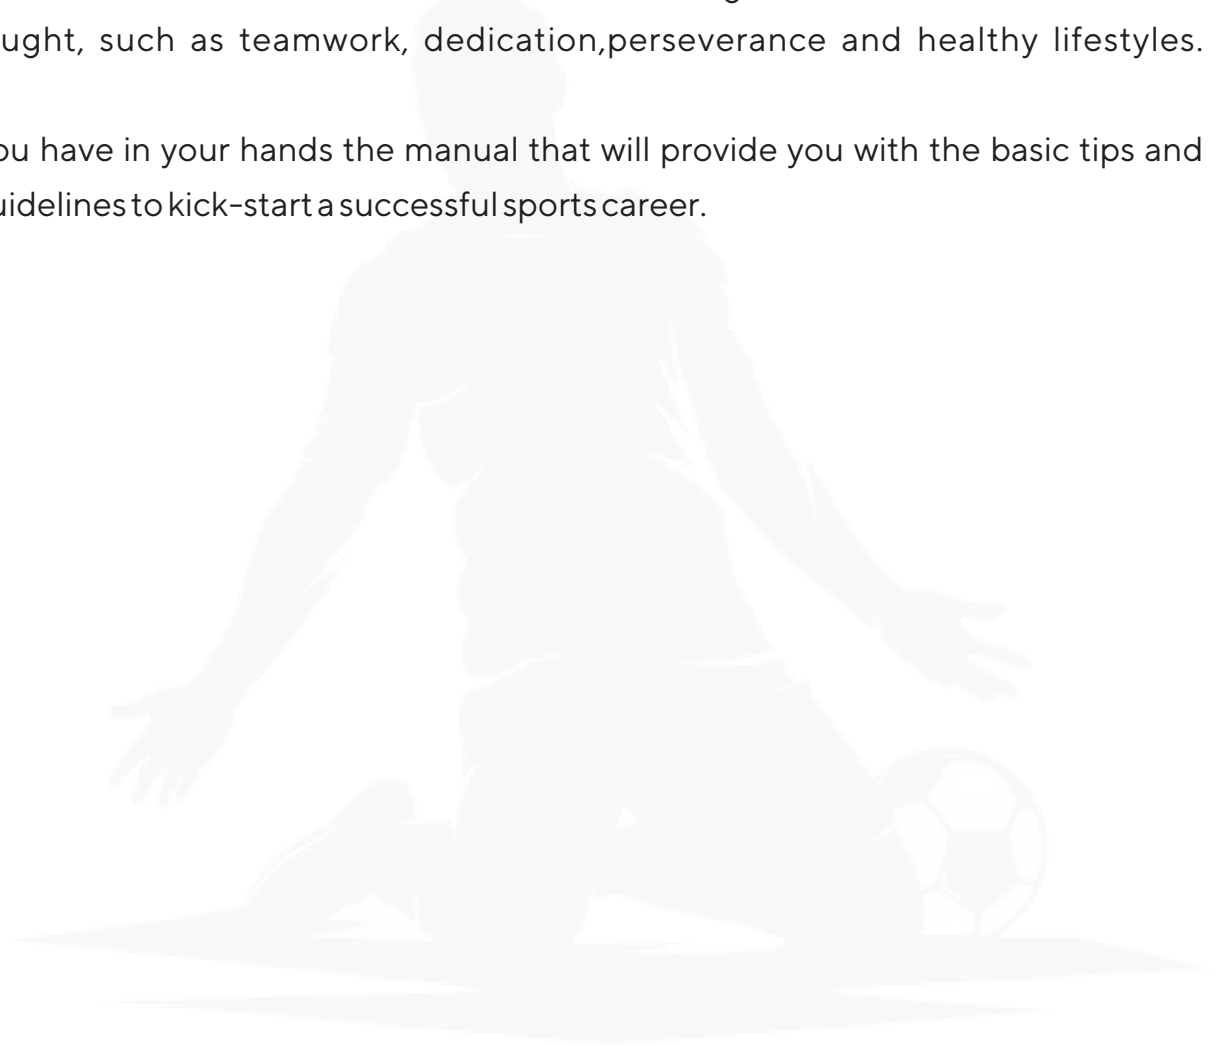 ught, such as teamwork, dedication,perseverance and healthy lifestyles.
ou have in your hands the manual that will provide you with the basic tips and
uidelines to kick-start a successful sports career.